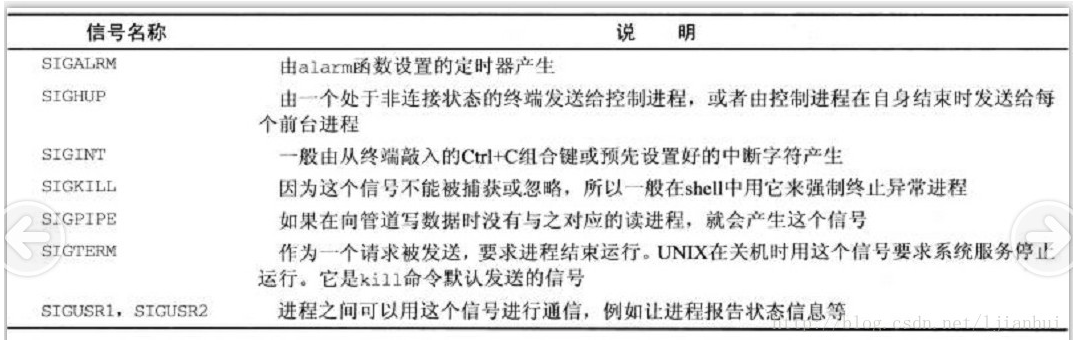 信号名称 说 明
SIGALRM 由alarm函数设置的定时器产生
SIGHUP 由一个处于非连接状态的终端发送给控制进程，或者由控制进程在自身结束时发送给每
个前台进程
SIGINT 一般由从终端敲入的Ctrl+C组合键或预先设置好的中断字符产生
SIGKILL 因为这个信号不能被捕获或忽略，所以一般在shell中用它来强制终止异常进程
SIGPIPE 如果在向管道写数据时没有与之对应的读进程，就会产生这个信号
SIGTERM 作为一个请求被发送，要求进程结束运行。UNIX在关机时用这个信号要求系统服务停止
运行。它是kill命令默认发送的信号
SIGUSR1，SIGUSR2 进程之间可以用这个信号进行通信，例如让进程报告状态信息等
http://blog.csdn.net/ljianhui